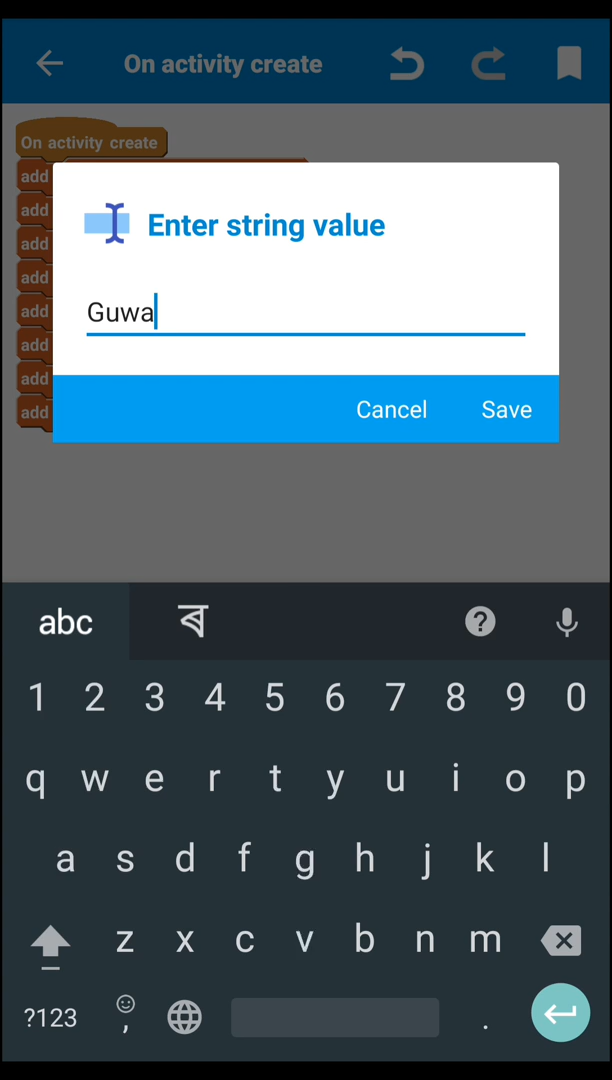 On activity create
On activity create
add
add
add
add
add
add
add
add
Enter string value
Guwa
Cancel Save
abc ৰ ?
1 2 3 4 5 6 7 8 9 0
q w e r t y u i o p
a s d f g h j k l
z x c v b n m
?123 , .